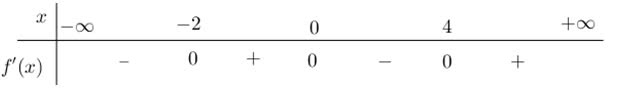 x −∞ −2 0 4 +∞
f′(x) − 0 + 0 − 0 +